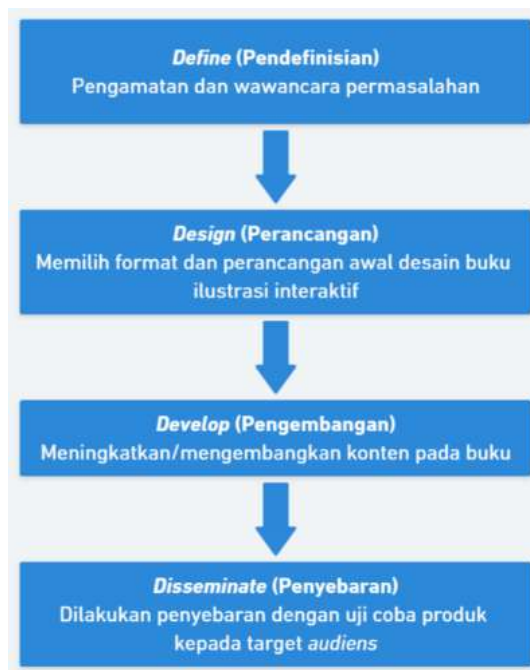 Define (Pendefinisian)
Pengamatan dan wawancara permasalahan
Design (Perancangan)
Memilih format dan perancangan awal desain buku
ilustrasi interaktif
Develop (Pengembangan)
Meningkatkan/mengembangkan konten pada buku
Disseminate (Penyebaran)
Dilakukan penyebaran dengan uji coba produk
kepada target audiens